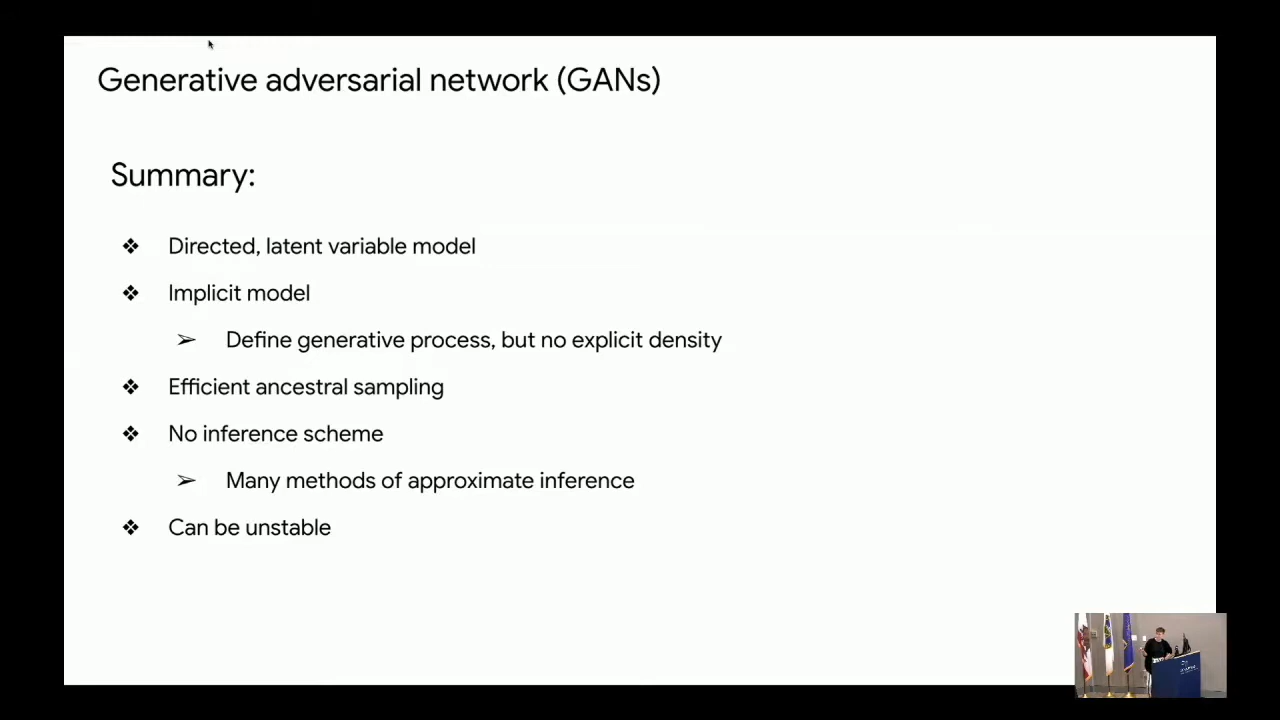 Generative adversarial network (GANs)
Summary:
❖ Directed, latent variable model
❖ Implicit model
➢ Define generative process, but no explicit density
❖ Efficient ancestral sampling
❖ No inference scheme
➢ Many methods of approximate inference
❖ Can be unstable